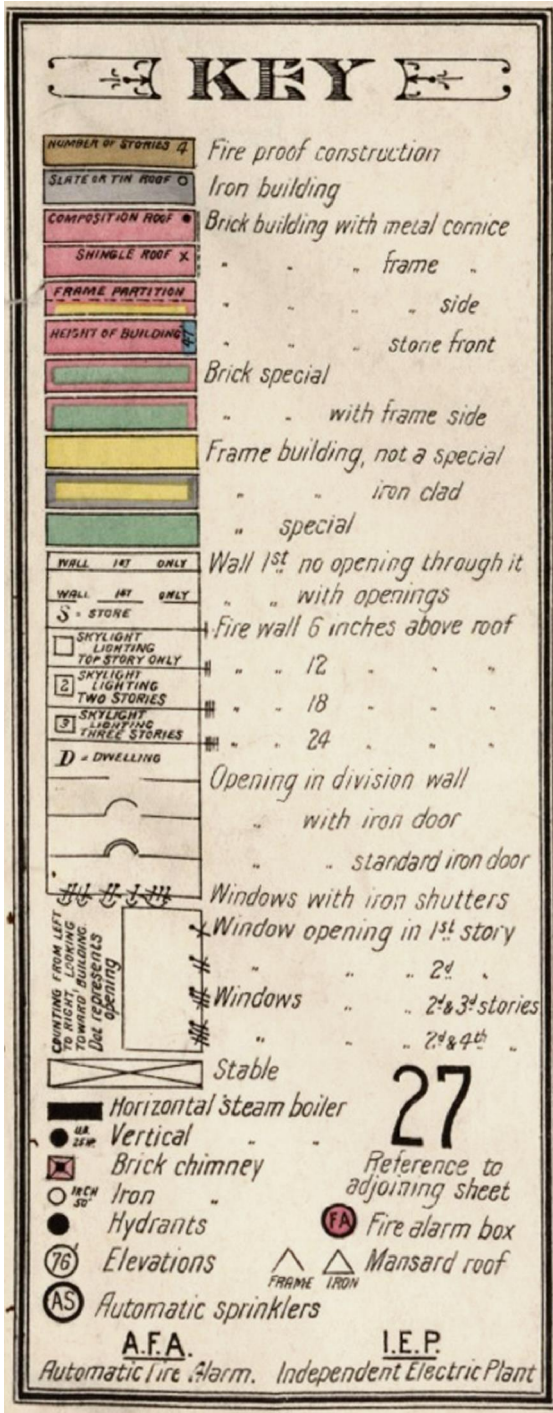 KEY
NUMBER OF STORIES 4 Fire proof construction
SLATE OR TIN ROOF O Iron building
COMPOSITION ROOF ● Brick building with metal cornice
SHINGLE ROOF X " " " frame "
FRAME PARTITION " " " " side
HEIGHT OF BUILDING 47' " " " stone front
Brick special
" " with frame side
Frame building, not a special
" " iron clad
" special
WALL 1ST ONLY Wall 1st no opening through it
WALL 1ST ONLY " " with openings
S = STORE
Fire wall 6 inches above roof
SKYLIGHT
LIGHTING
TOP STORY ONLY
" " 12 " " "
2 SKYLIGHT
LIGHTING
TWO STORIES
" " 18 " " "
3 SKYLIGHT
LIGHTING
THREE STORIES
" " 24 " " "
D = DWELLING
Opening in division wall
" with iron door
" " standard iron door
Windows with iron shutters
COUNTING FROM LEFT
TO RIGHT, LOOKING
TOWARD BUILDING.
Dot represents
opening
Window opening in 1st story
" " " 2d "
Windows " " 2d & 3d stories
" " " 2d & 4th "
Stable
27
Reference to
adjoining sheet
Horizontal steam boiler
Vertical " "
Brick chimney
Iron "
Hydrants
FA Fire alarm box
76' Elevations
FRAME IRON Mansard roof
AS Automatic sprinklers
A.F.A.
Automatic Fire Alarm.
I.E.P.
Independent Electric Plant